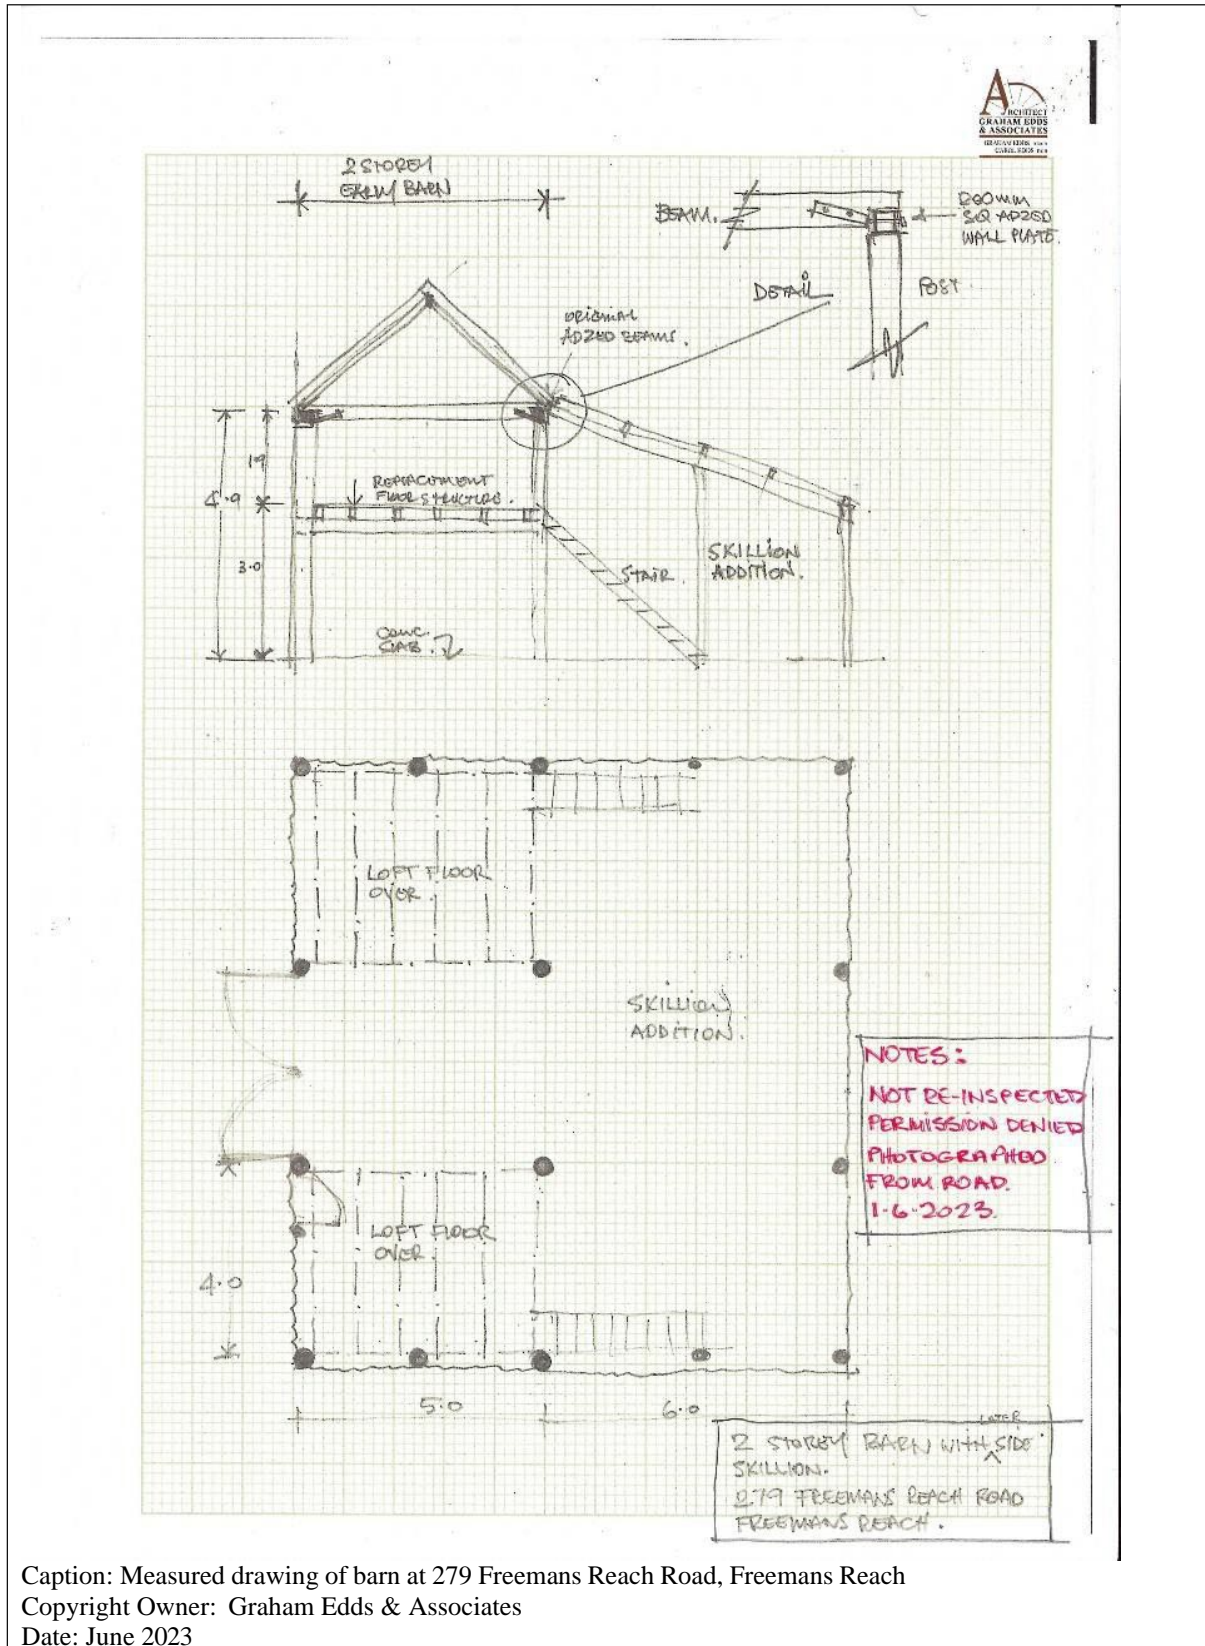 ARCHITECT
GRAHAM EDDS
& ASSOCIATES
2 STOREY
EARLY BARN
BEAM.
200MM
SQ ADZED
WALL PLATE.
POST
DETAIL
ORIGINAL
ADZED BEAMS.
19
4.9
3.0
REPLACEMENT
FLOOR STRUCTURE.
STAIR.
SKILLION
ADDITION.
CONC.
SLAB.
LOFT FLOOR
OVER.
SKILLION
ADDITION.
NOTES:
NOT RE-INSPECTED
PERMISSION DENIED
PHOTOGRAPHED
FROM ROAD.
1.6.2023.
LOFT FLOOR
OVER.
4.0
5.0
6.0
2 STOREY BARN WITH LATER SIDE
SKILLION.
279 FREEMANS REACH ROAD
FREEMANS REACH.
Caption: Measured drawing of barn at 279 Freemans Reach Road, Freemans Reach
Copyright Owner: Graham Edds & Associates
Date: June 2023